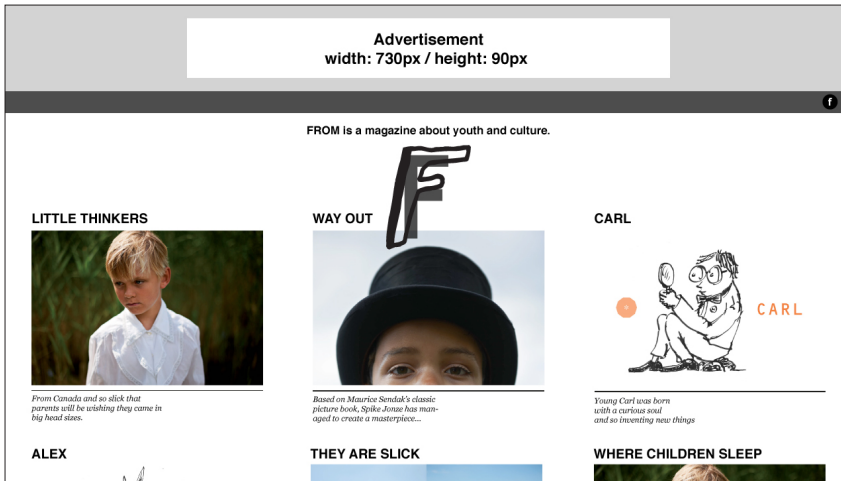 Advertisement
width: 730px / height: 90px
f
FROM is a magazine about youth and culture.
F
LITTLE THINKERS
WAY OUT
CARL
CARL
From Canada and so slick that
parents will be wishing they came in
big head sizes.
Based on Maurice Sendak's classic
picture book, Spike Jonze has man-
aged to create a masterpiece...
Young Carl was born
with a curious soul
and so inventing new things
ALEX
THEY ARE SLICK
WHERE CHILDREN SLEEP